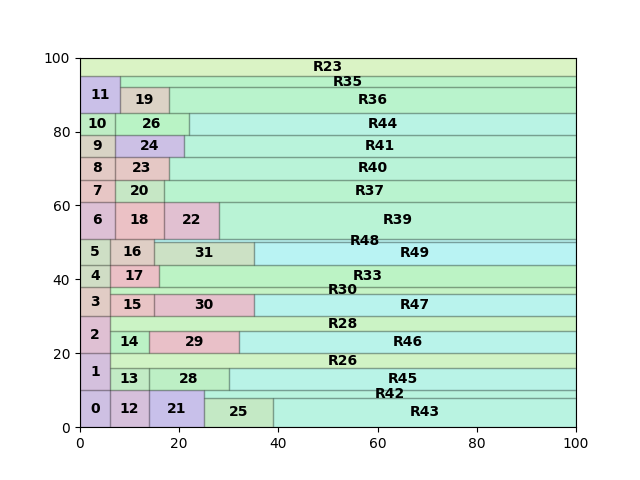 100
R23
R35
11 19 R36
80
10 26 R44
9 24 R41
8 23 R40
7 20 R37
60
6 18 22 R39
R48
5 16 31 R49
40
4 17 R33
R30
3 15 30 R47
R28
2 14 29 R46
20
R26
1 13 28 R45
R42
0 12 21 25 R43
0
0 20 40 60 80 100